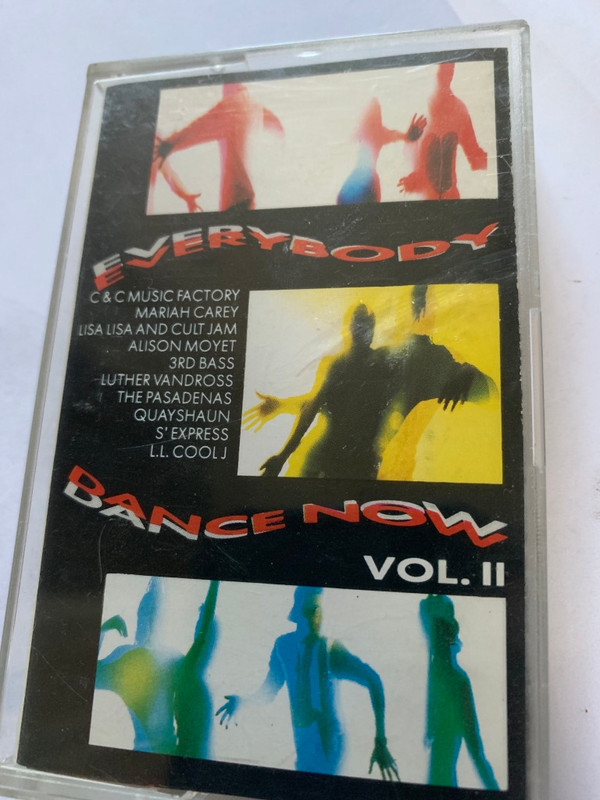 EVERYBODY
C & C MUSIC FACTORY
MARIAH CAREY
LISA LISA AND CULT JAM
ALISON MOYET
3RD BASS
LUTHER VANDROSS
THE PASADENAS
QUAYSHAUN
S'EXPRESS
L.L. COOL J
DANCE NOW
VOL. II